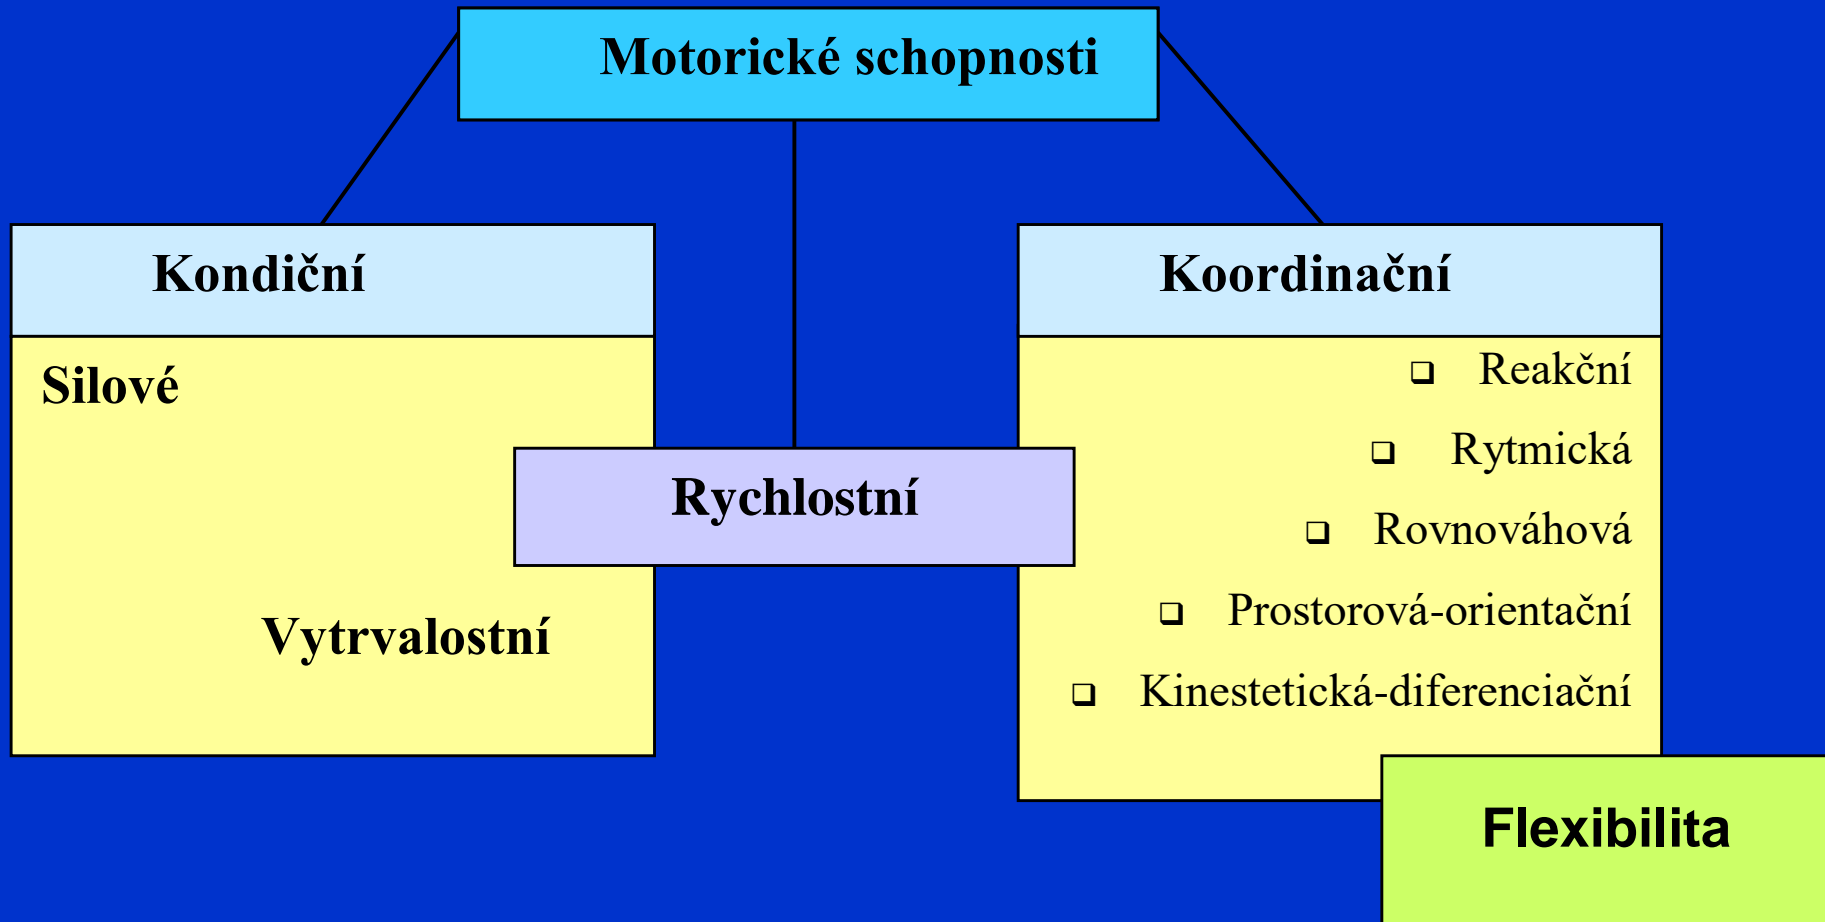 Motorické schopnosti
Kondiční
Silové
Vytrvalostní
Rychlostní
Koordinační
❑ Reakční
❑ Rytmická
❑ Rovnováhová
❑ Prostorová-orientační
❑ Kinestetická-diferenciační
Flexibilita